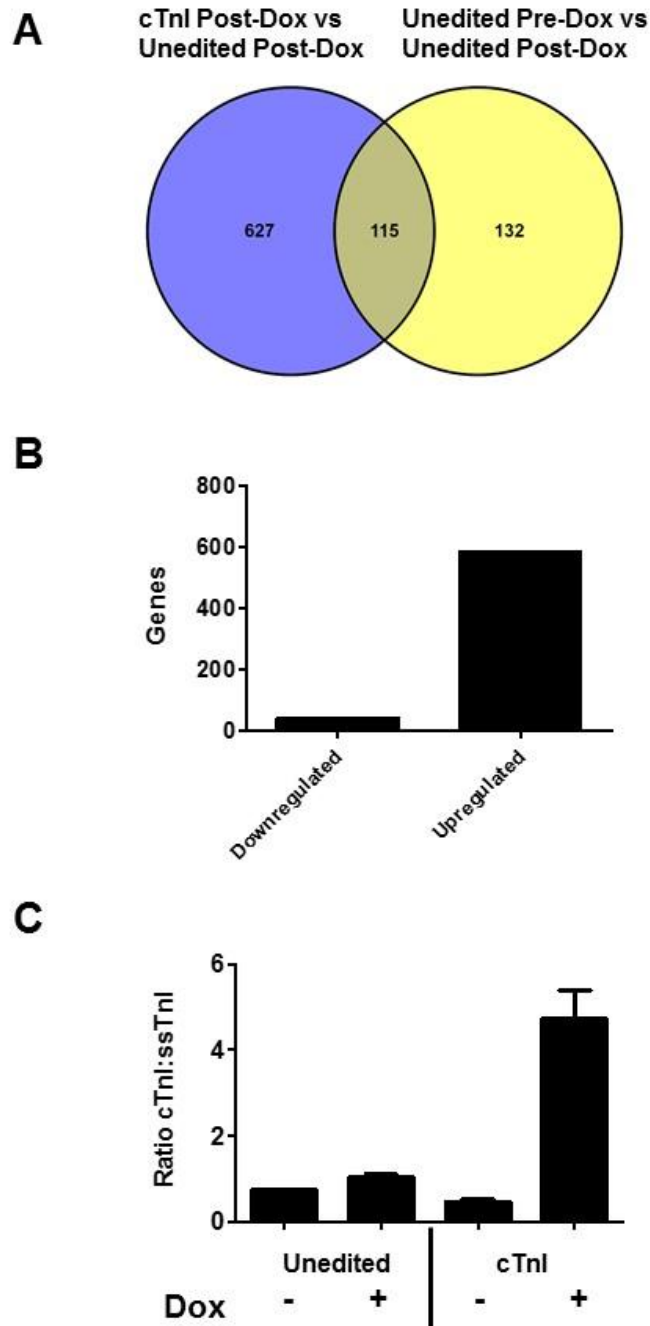 A
cTnI Post-Dox vs
Unedited Post-Dox
Unedited Pre-Dox vs
Unedited Post-Dox
627
115
132
B
800
600
400
200
0
Genes
Downregulated
Upregulated
C
6
4
2
0
Ratio cTnI:ssTnI
Unedited
cTnI
Dox - + - +